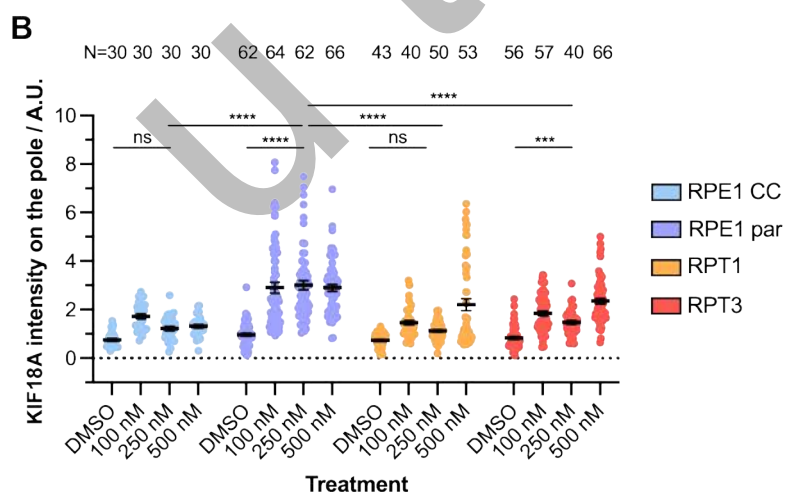 B
N=30 30 30 30 62 64 62 66 43 40 50 53 56 57 40 66
****
**** ****
ns **** ns ***
KIF18A intensity on the pole / A.U.
10
8
6
4
2
0
RPE1 CC
RPE1 par
RPT1
RPT3
DMSO 100 nM 250 nM 500 nM DMSO 100 nM 250 nM 500 nM DMSO 100 nM 250 nM 500 nM DMSO 100 nM 250 nM 500 nM
Treatment